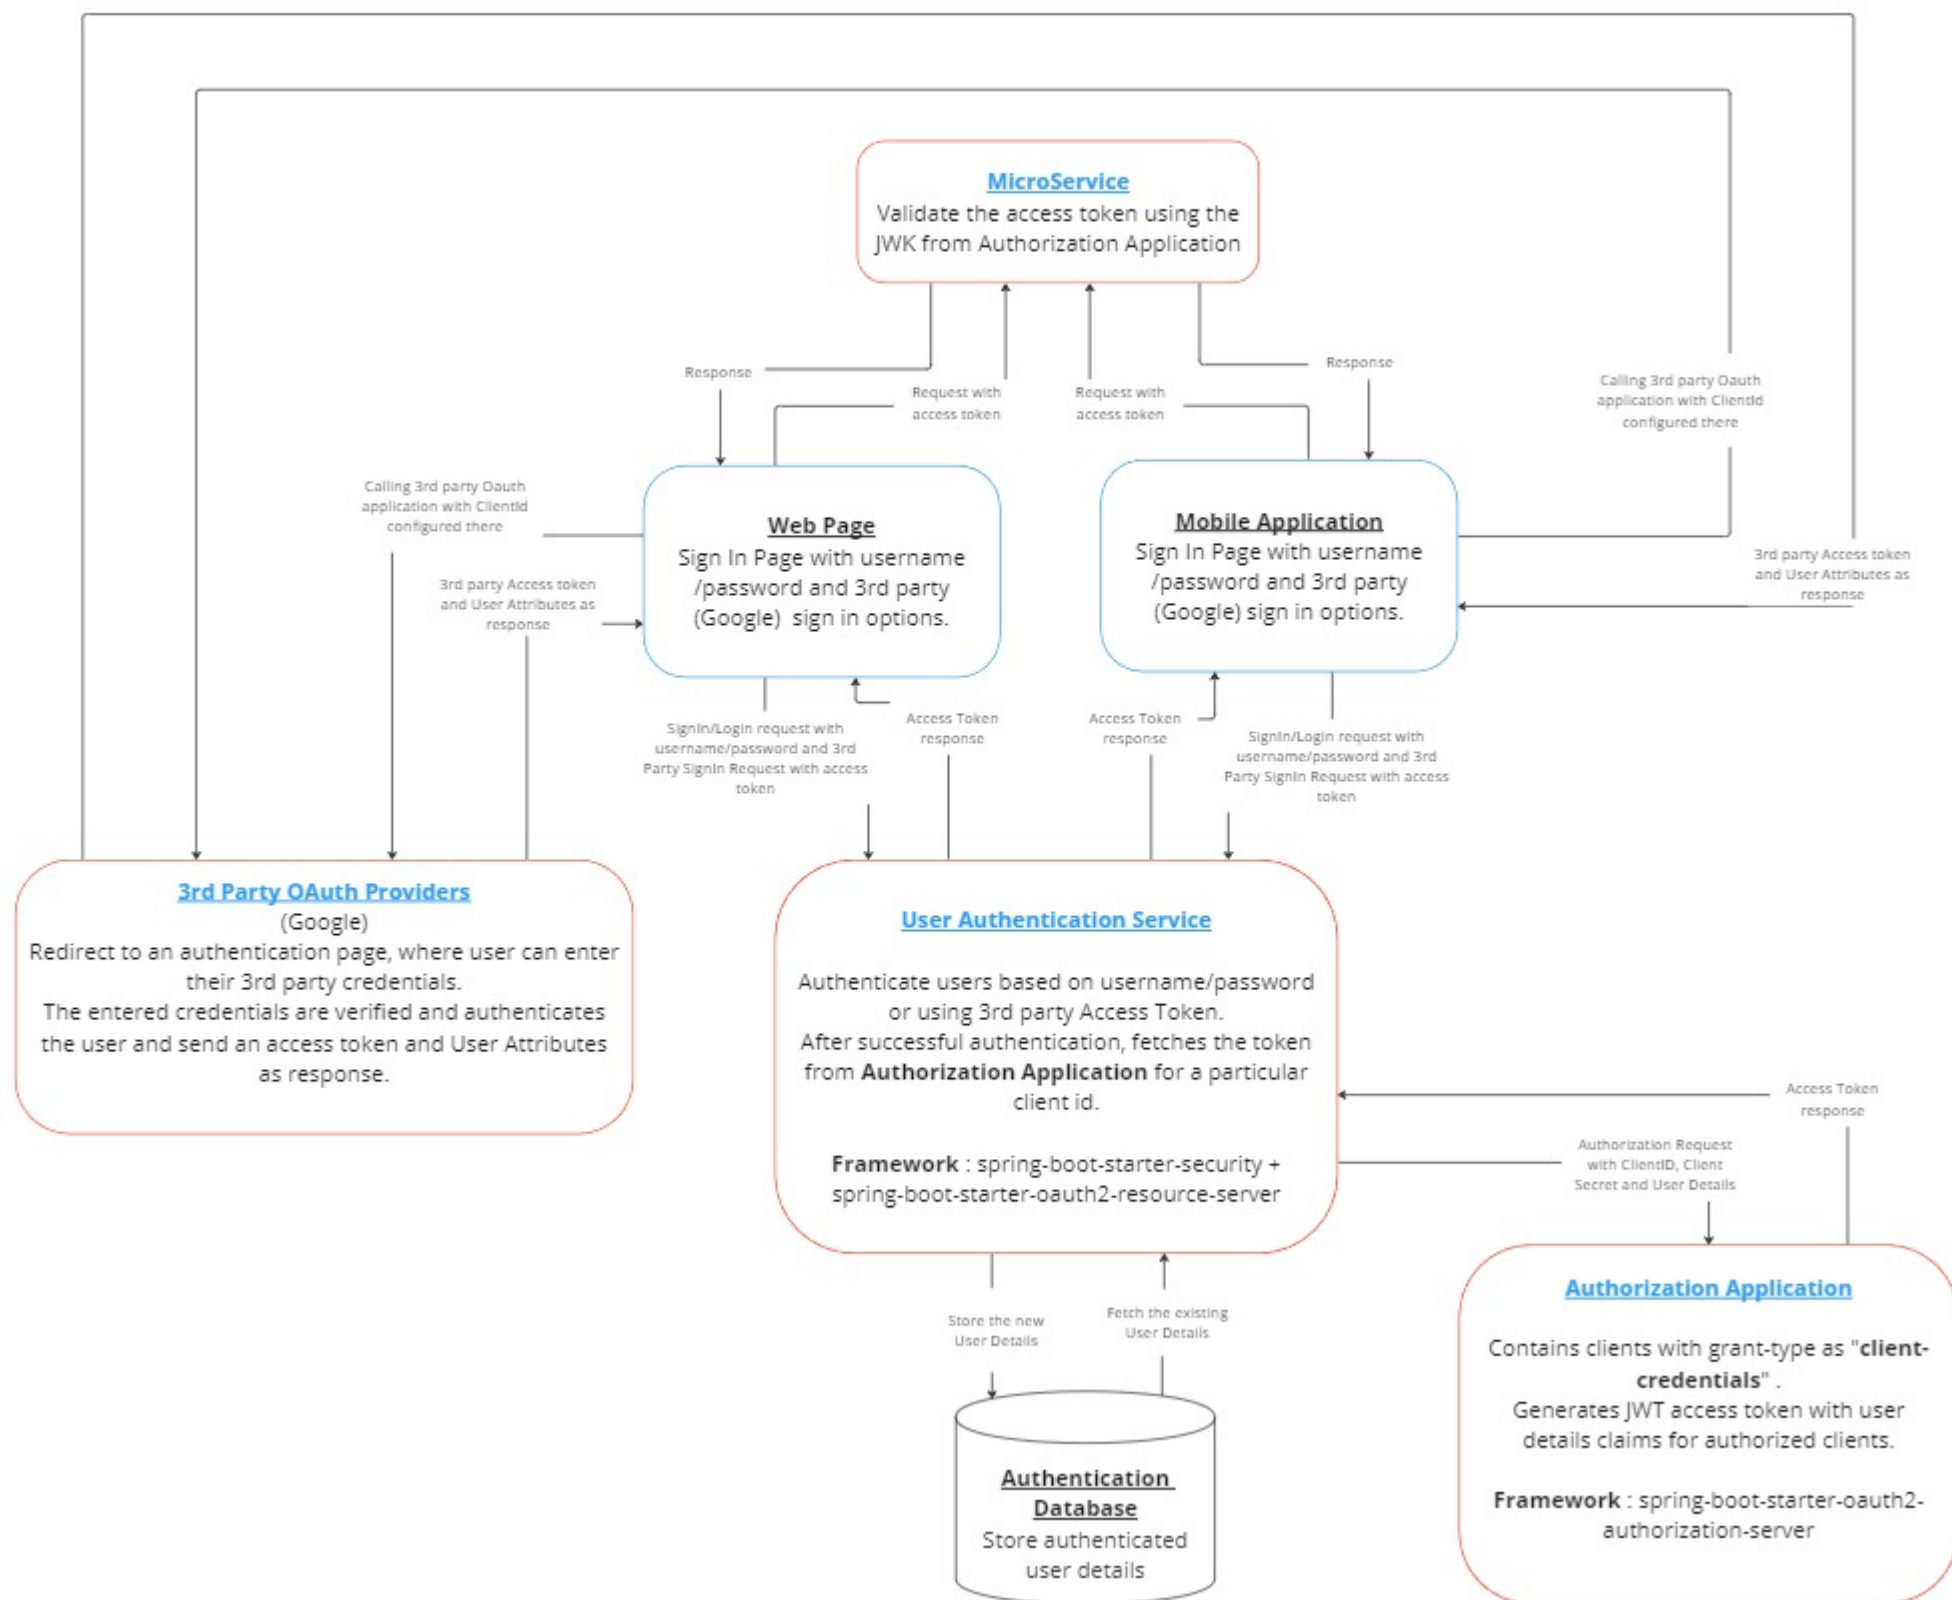 MicroService
Validate the access token using the
JWK from Authorization Application
Response
Request with
access token
Request with
access token
Response
Calling 3rd party Oauth
application with ClientId
configured there
Calling 3rd party Oauth
application with ClientId
configured there
Web Page
Sign In Page with username
/password and 3rd party
(Google) sign in options.
Mobile Application
Sign In Page with username
/password and 3rd party
(Google) sign in options.
3rd party Access token
and User Attributes as
response
3rd party Access token
and User Attributes as
response
SignIn/Login request with
username/password and 3rd
Party SignIn Request with access
token
Access Token
response
Access Token
response
SignIn/Login request with
username/password and 3rd
Party SignIn Request with access
token
3rd Party OAuth Providers
(Google)
Redirect to an authentication page, where user can enter
their 3rd party credentials.
The entered credentials are verified and authenticates
the user and send an access token and User Attributes
as response.
User Authentication Service
Authenticate users based on username/password
or using 3rd party Access Token.
After successful authentication, fetches the token
from Authorization Application for a particular
client id.
Framework : spring-boot-starter-security +
spring-boot-starter-oauth2-resource-server
Access Token
response
Authorization Request
with ClientID, Client
Secret and User Details
Store the new
User Details
Fetch the existing
User Details
Authorization Application
Contains clients with grant-type as "client-
credentials" .
Generates JWT access token with user
details claims for authorized clients.
Framework : spring-boot-starter-oauth2-
authorization-server
Authentication
Database
Store authenticated
user details